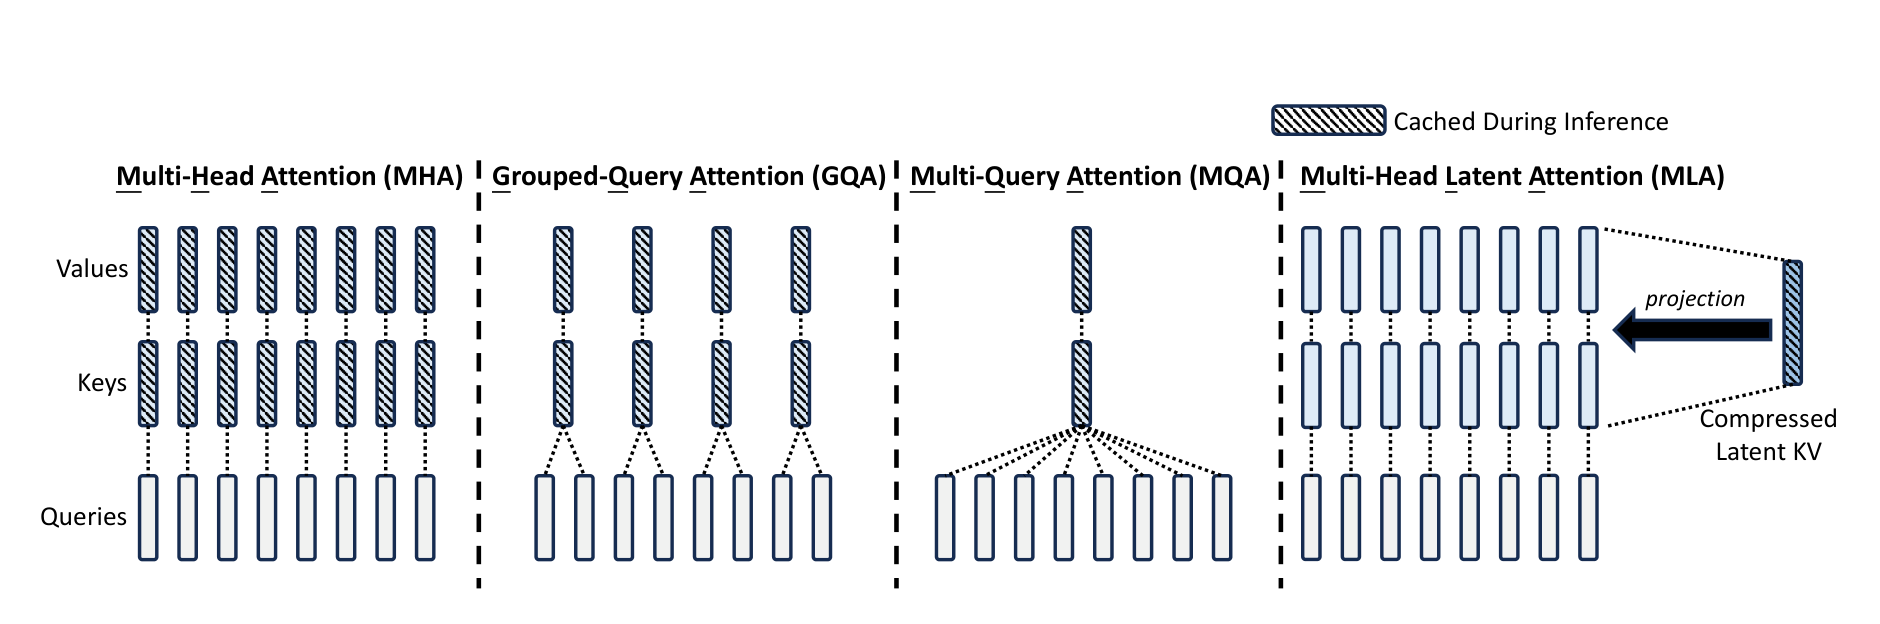 Cached During Inference
Multi-Head Attention (MHA)
Grouped-Query Attention (GQA)
Multi-Query Attention (MQA)
Multi-Head Latent Attention (MLA)
Values
Keys
Queries
projection
Compressed
Latent KV